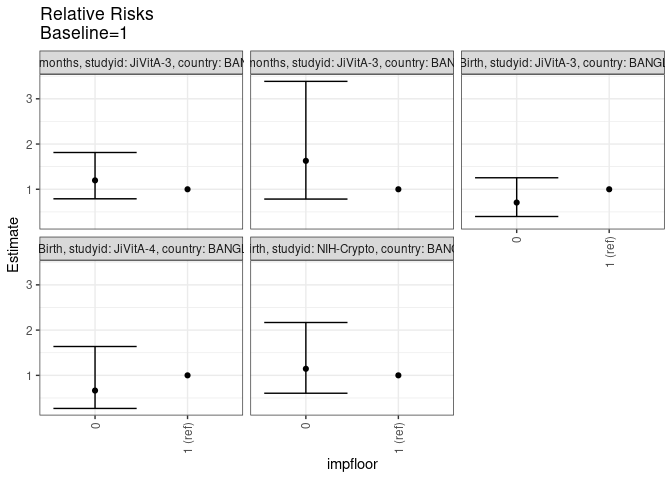 Relative Risks
Baseline=1
months, studyid: JiVitA-3, country: BAN
months, studyid: JiVitA-3, country: BAN
Birth, studyid: JiVitA-3, country: BANGL
3
2
1
0
1 (ref)
Birth, studyid: JiVitA-4, country: BANGL
rth, studyid: NIH-Crypto, country: BANG
3
2
1
0
1 (ref)
0
1 (ref)
Estimate
impfloor